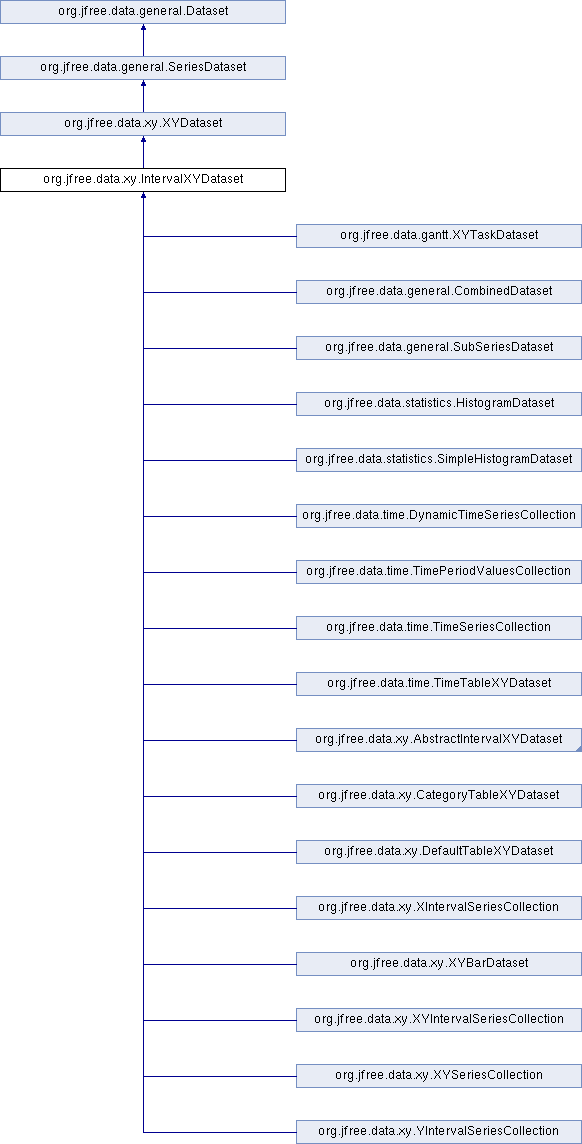 org.jfree.data.general.Dataset
org.jfree.data.general.SeriesDataset
org.jfree.data.xy.XYDataset
org.jfree.data.xy.IntervalXYDataset
org.jfree.data.gantt.XYTaskDataset
org.jfree.data.general.CombinedDataset
org.jfree.data.general.SubSeriesDataset
org.jfree.data.statistics.HistogramDataset
org.jfree.data.statistics.SimpleHistogramDataset
org.jfree.data.time.DynamicTimeSeriesCollection
org.jfree.data.time.TimePeriodValuesCollection
org.jfree.data.time.TimeSeriesCollection
org.jfree.data.time.TimeTableXYDataset
org.jfree.data.xy.AbstractIntervalXYDataset
org.jfree.data.xy.CategoryTableXYDataset
org.jfree.data.xy.DefaultTableXYDataset
org.jfree.data.xy.XIntervalSeriesCollection
org.jfree.data.xy.XYBarDataset
org.jfree.data.xy.XYIntervalSeriesCollection
org.jfree.data.xy.XYSeriesCollection
org.jfree.data.xy.YIntervalSeriesCollection